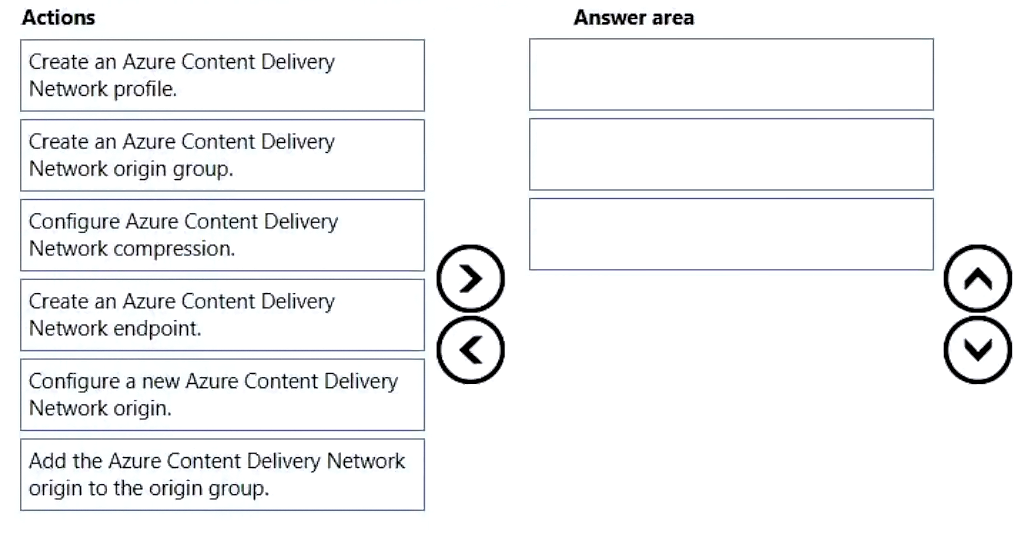 Actions
Answer area
Create an Azure Content Delivery
Network profile.
Create an Azure Content Delivery
Network origin group.
Configure Azure Content Delivery
Network compression.
Create an Azure Content Delivery
Network endpoint.
Configure a new Azure Content Delivery
Network origin.
Add the Azure Content Delivery Network
origin to the origin group.